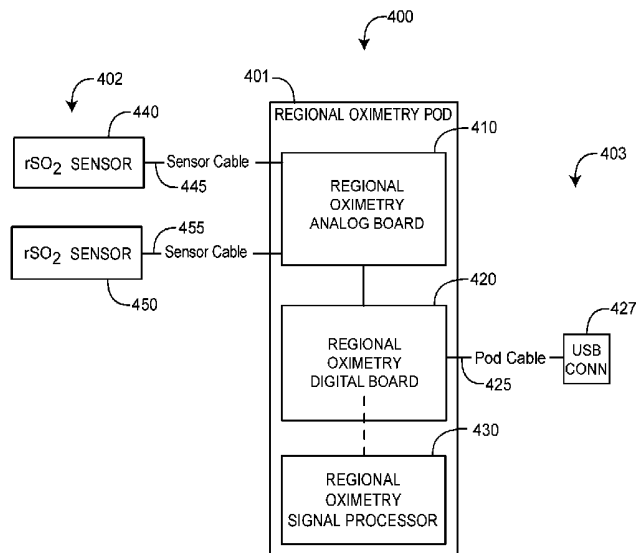 400
402
401
REGIONAL OXIMETRY POD
440
410
403
rSO2 SENSOR
Sensor Cable
445
REGIONAL
OXIMETRY
ANALOG BOARD
455
rSO2 SENSOR
Sensor Cable
450
420
427
REGIONAL
OXIMETRY
DIGITAL BOARD
Pod Cable
425
USB
CONN
430
REGIONAL
OXIMETRY
SIGNAL PROCESSOR